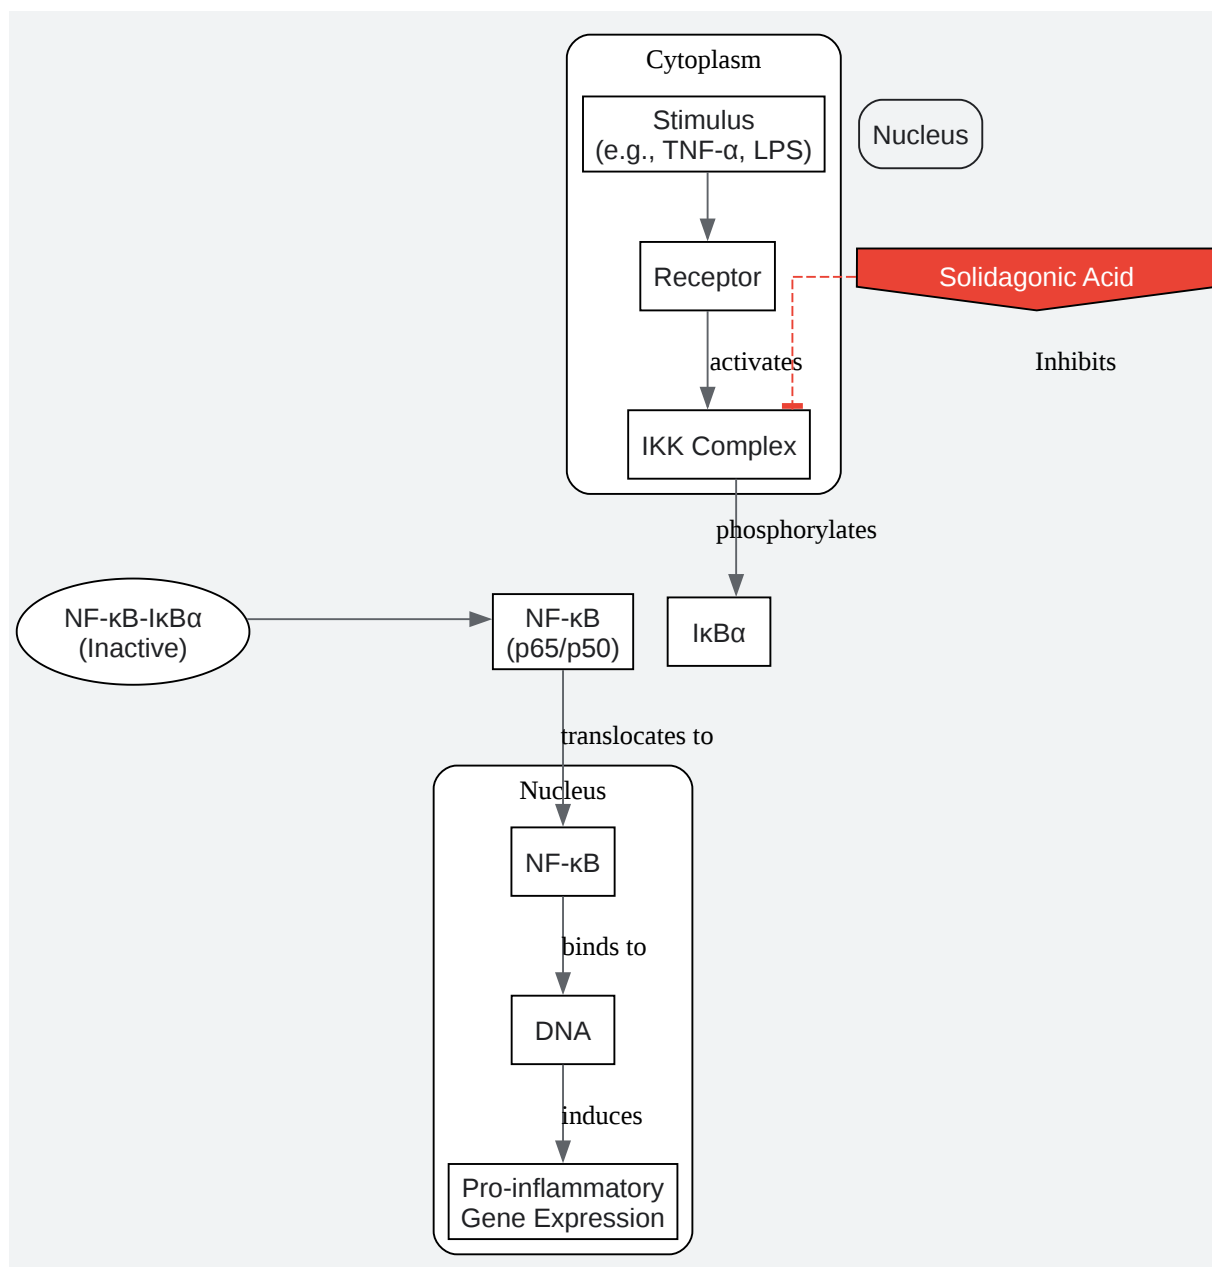 Cytoplasm
Stimulus
(e.g., TNF-α, LPS)
Nucleus
Receptor
Solidagonic Acid
activates
Inhibits
IKK Complex
phosphorylates
NF-κB-IκBα
(Inactive)
NF-κB
(p65/p50)
IκBα
translocates to
Nucleus
NF-κB
binds to
DNA
induces
Pro-inflammatory
Gene Expression